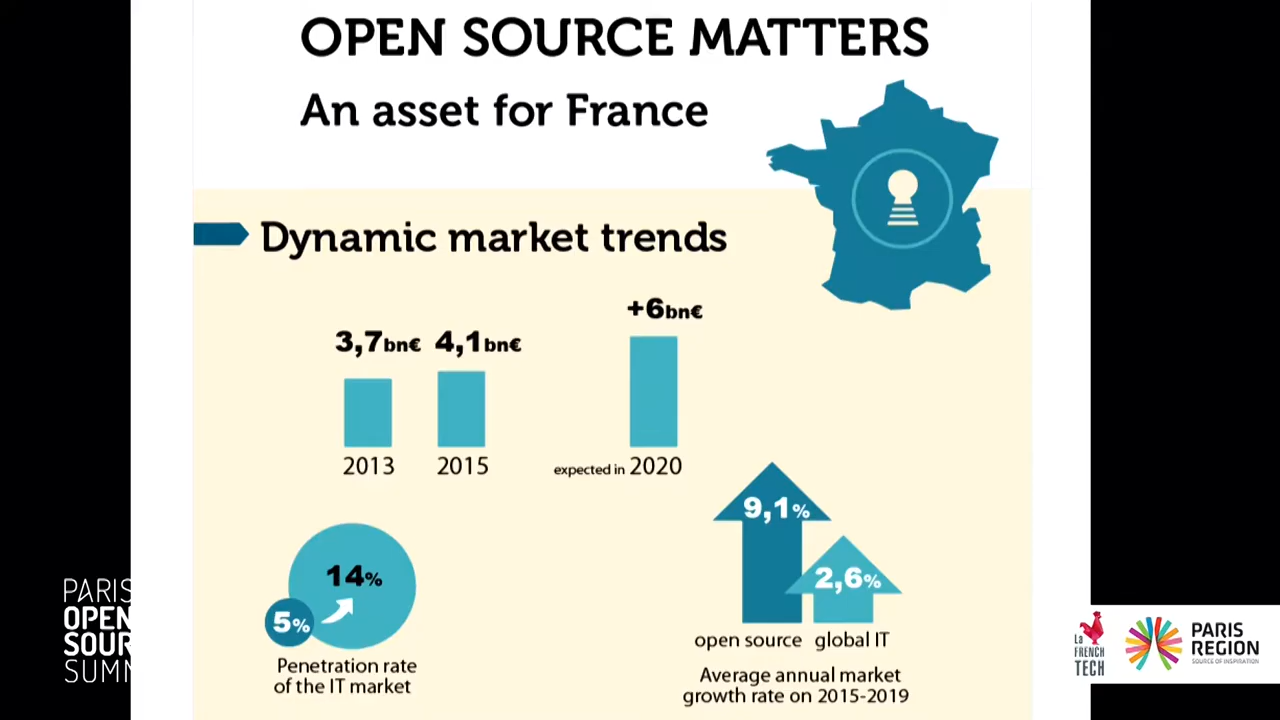 OPEN SOURCE MATTERS
An asset for France
Dynamic market trends
3,7bn€ 4,1bn€
+6bn€
2013 2015 expected in 2020
14%
5%
Penetration rate
of the IT market
9,1%
2,6%
open source global IT
Average annual market
growth rate on 2015-2019
PARIS
OPEN
SOUR
SUMM
La
FRENCH
TECH
PARIS
REGION
SOURCE OF INSPIRATION